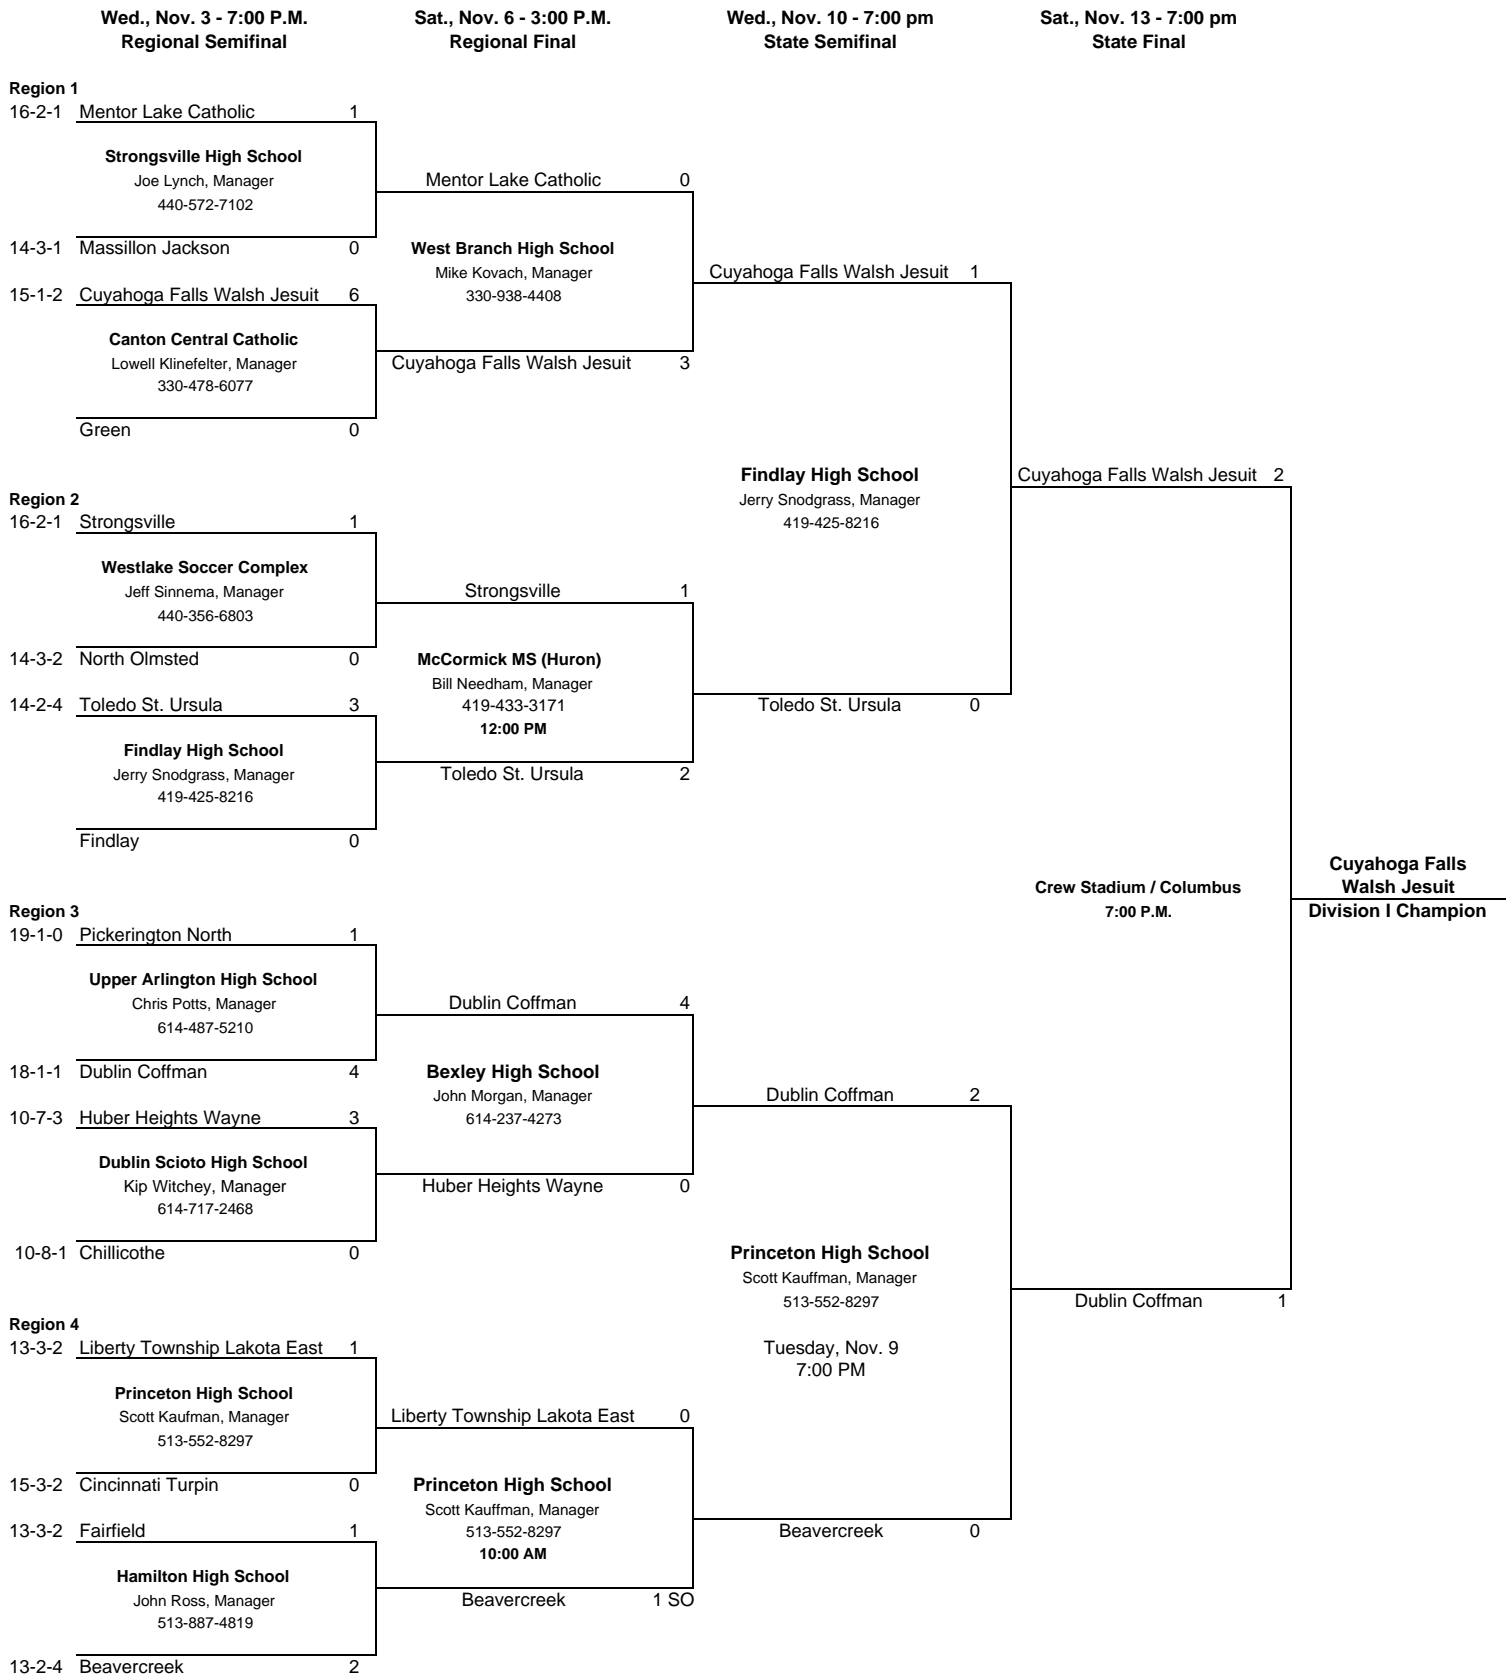 Wed., Nov. 3 - 7:00 P.M.
Regional Semifinal
Sat., Nov. 6 - 3:00 P.M.
Regional Final
Wed., Nov. 10 - 7:00 pm
State Semifinal
Sat., Nov. 13 - 7:00 pm
State Final
Region 1
16-2-1 Mentor Lake Catholic 1
Strongsville High School
Joe Lynch, Manager
440-572-7102
14-3-1 Massillon Jackson 0
15-1-2 Cuyahoga Falls Walsh Jesuit 6
Canton Central Catholic
Lowell Klinefelter, Manager
330-478-6077
Green 0
Region 2
16-2-1 Strongsville 1
Westlake Soccer Complex
Jeff Sinnema, Manager
440-356-6803
14-3-2 North Olmsted 0
14-2-4 Toledo St. Ursula 3
Findlay High School
Jerry Snodgrass, Manager
419-425-8216
Findlay 0
Region 3
19-1-0 Pickerington North 1
Upper Arlington High School
Chris Potts, Manager
614-487-5210
18-1-1 Dublin Coffman 4
10-7-3 Huber Heights Wayne 3
Dublin Scioto High School
Kip Witchey, Manager
614-717-2468
10-8-1 Chillicothe 0
Region 4
13-3-2 Liberty Township Lakota East 1
Princeton High School
Scott Kaufman, Manager
513-552-8297
15-3-2 Cincinnati Turpin 0
13-3-2 Fairfield 1
Hamilton High School
John Ross, Manager
513-887-4819
13-2-4 Beavercreek 2
Mentor Lake Catholic 0
West Branch High School
Mike Kovach, Manager
330-938-4408
Cuyahoga Falls Walsh Jesuit 3
Strongsville 1
McCormick MS (Huron)
Bill Needham, Manager
419-433-3171
12:00 PM
Toledo St. Ursula 2
Dublin Coffman 4
Bexley High School
John Morgan, Manager
614-237-4273
Huber Heights Wayne 0
Liberty Township Lakota East 0
Princeton High School
Scott Kauffman, Manager
513-552-8297
10:00 AM
Beavercreek 1 SO
Cuyahoga Falls Walsh Jesuit 1
Findlay High School
Jerry Snodgrass, Manager
419-425-8216
Toledo St. Ursula 0
Dublin Coffman 2
Princeton High School
Scott Kauffman, Manager
513-552-8297
Tuesday, Nov. 9
7:00 PM
Beavercreek 0
Cuyahoga Falls Walsh Jesuit 2
Crew Stadium / Columbus
7:00 P.M.
Dublin Coffman 1
Cuyahoga Falls
Walsh Jesuit
Division I Champion